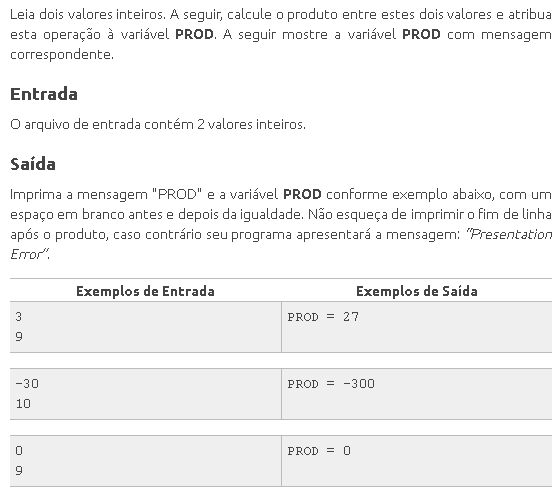 Leia dois valores inteiros. A seguir, calcule o produto entre estes dois valores e atribua
esta operação à variável PROD. A seguir mostre a variável PROD com mensagem
correspondente.
Entrada
O arquivo de entrada contém 2 valores inteiros.
Saída
Imprima a mensagem "PROD" e a variável PROD conforme exemplo abaixo, com um
espaço em branco antes e depois da igualdade. Não esqueça de imprimir o fim de linha
após o produto, caso contrário seu programa apresentará a mensagem: "Presentation
Error".
Exemplos de Entrada Exemplos de Saída
3 PROD = 27
9
-30 PROD = -300
10
0 PROD = 0
9